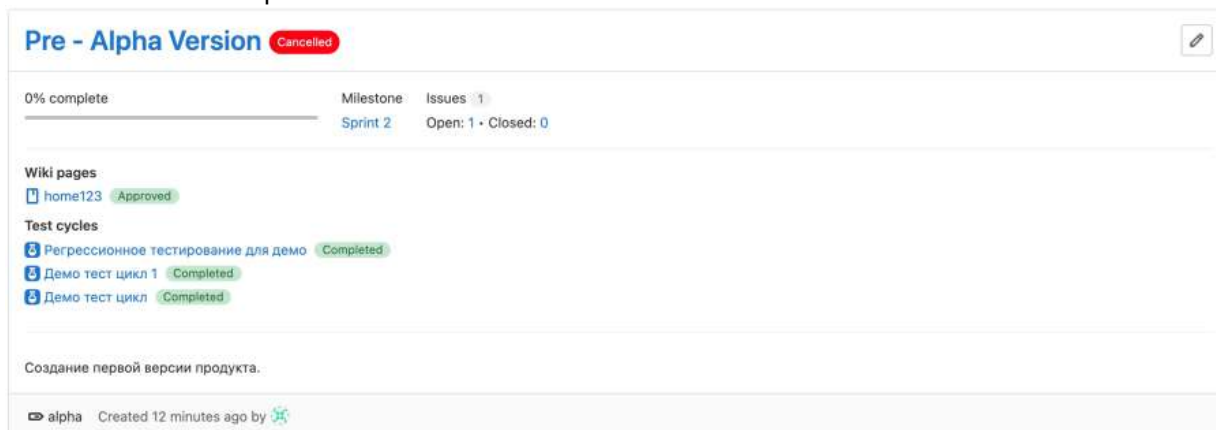 Pre - Alpha Version Cancelled
0% complete
Milestone
Sprint 2
Issues 1
Open: 1 • Closed: 0
Wiki pages
home123 Approved
Test cycles
Регрессионное тестирование для демо Completed
Демо тест цикл 1 Completed
Демо тест цикл Completed
Создание первой версии продукта.
alpha Created 12 minutes ago by